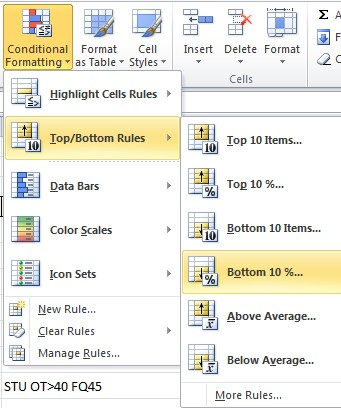 Conditional Formatting
Format as Table
Cell Styles
Insert
Delete
Format
Cells
Σ A
F
C
Highlight Cells Rules
Top/Bottom Rules
Data Bars
Color Scales
Icon Sets
New Rule...
Clear Rules
Manage Rules...
Top 10 Items...
Top 10 %...
Bottom 10 Items...
Bottom 10 %...
Above Average...
Below Average...
More Rules...
STU OT>40 FQ45